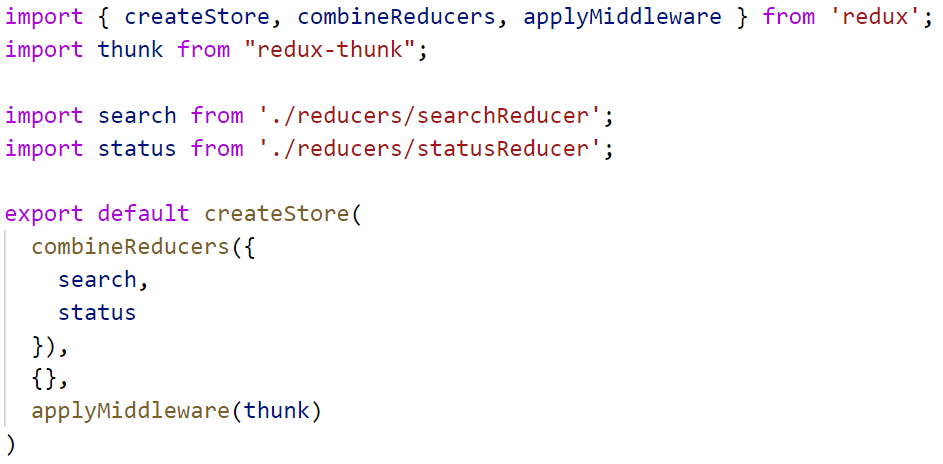 import { createStore, combineReducers, applyMiddleware } from 'redux';
import thunk from "redux-thunk";

import search from './reducers/searchReducer';
import status from './reducers/statusReducer';

export default createStore(
  combineReducers({
    search,
    status
  }),
  {},
  applyMiddleware(thunk)
)